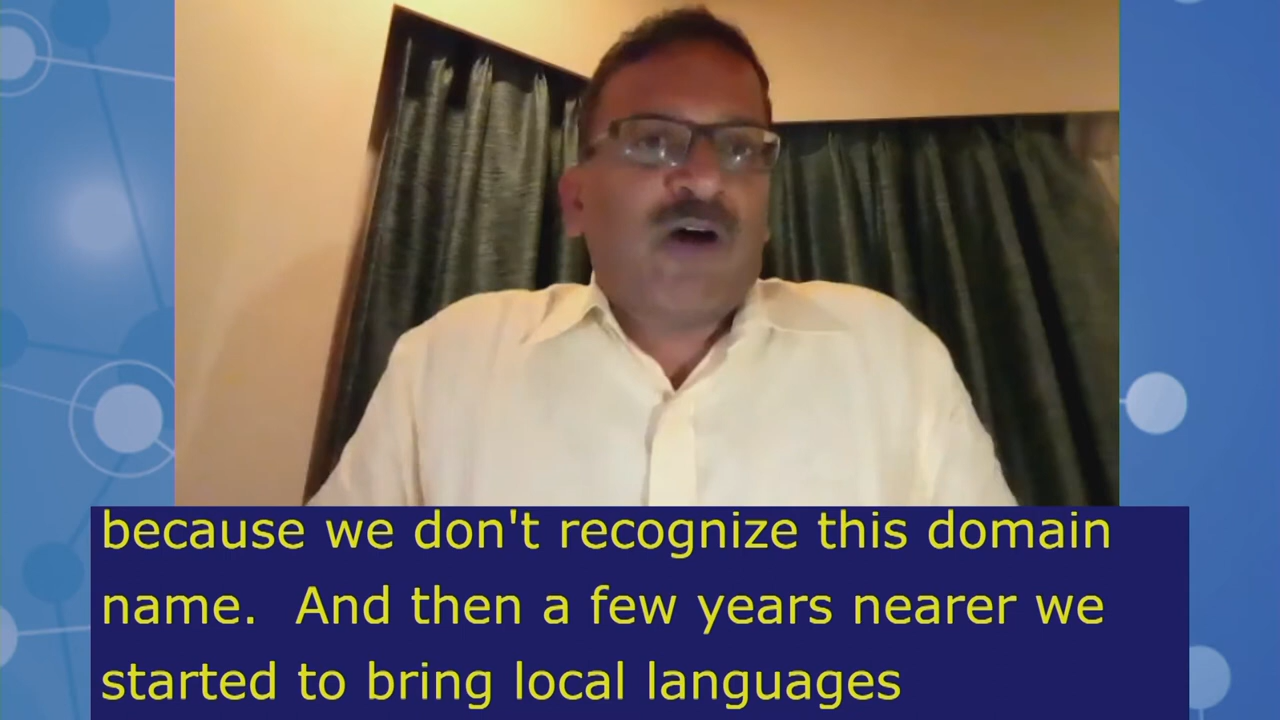 because we don't recognize this domain
name.  And then a few years nearer we
started to bring local languages